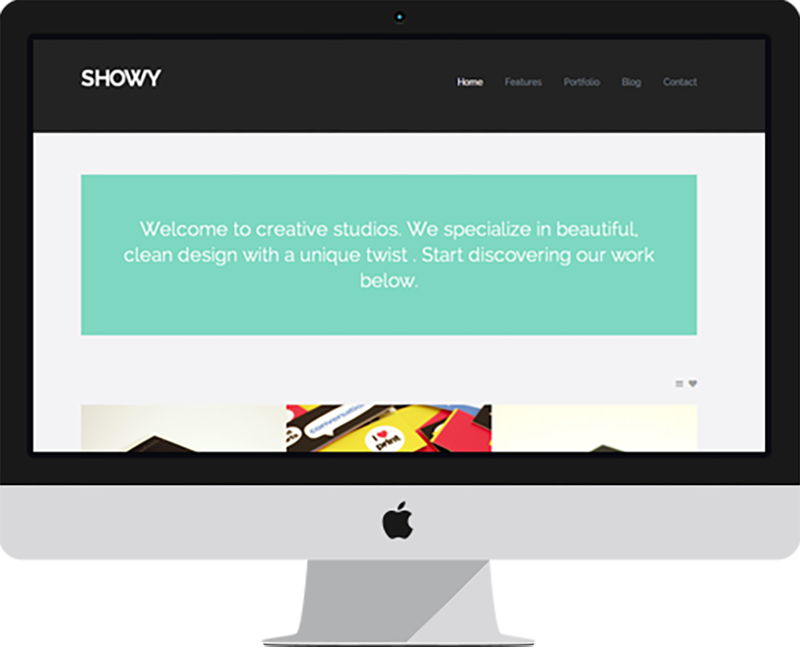 SHOWY
Home Features Portfolio Blog Contact
Welcome to creative studios. We specialize in beautiful,
clean design with a unique twist . Start discovering our work
below.
conversation
I ♥
print